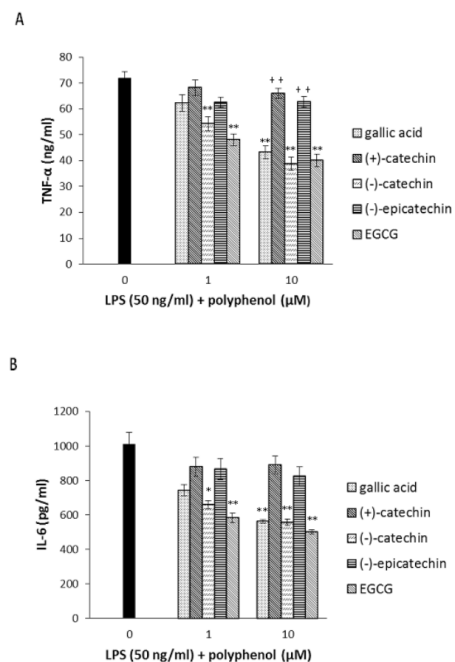 A
TNF-α (ng/ml)
80
70
60
50
40
30
20
10
0
**
**
**
++
**
++
**
0
1
10
LPS (50 ng/ml) + polyphenol (μM)
gallic acid
(+)-catechin
(-)-catechin
(-)-epicatechin
EGCG
B
IL-6 (pg/ml)
1200
1000
800
600
400
200
0
*
**
**
**
**
0
1
10
LPS (50 ng/ml) + polyphenol (μM)
gallic acid
(+)-catechin
(-)-catechin
(-)-epicatechin
EGCG